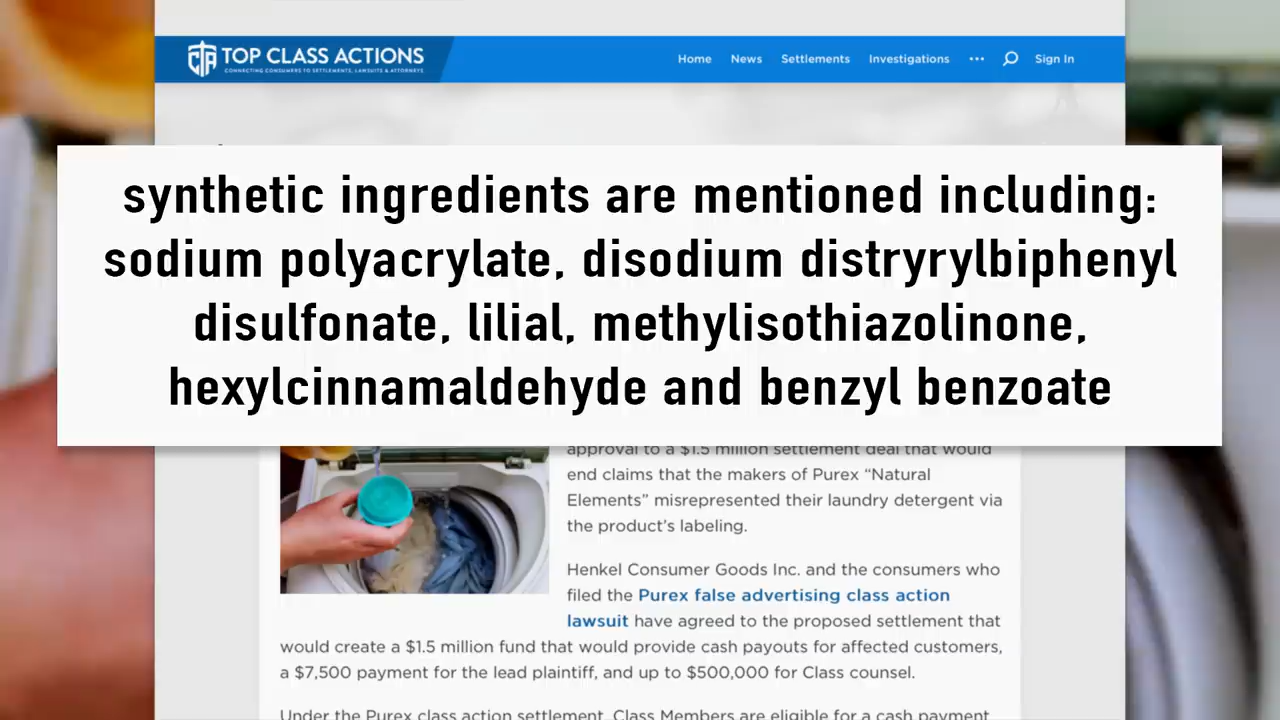 TOP CLASS ACTIONS
CONNECTING CONSUMERS TO SETTLEMENTS, LAWSUITS & ATTORNEYS
Home News Settlements Investigations ••• Sign In
synthetic ingredients are mentioned including:
sodium polyacrylate, disodium distryrylbiphenyl
disulfonate, lilial, methylisothiazolinone,
hexylcinnamaldehyde and benzyl benzoate
approval to a $1.5 million settlement deal that would
end claims that the makers of Purex “Natural
Elements” misrepresented their laundry detergent via
the product’s labeling.
Henkel Consumer Goods Inc. and the consumers who
filed the Purex false advertising class action
lawsuit have agreed to the proposed settlement that
would create a $1.5 million fund that would provide cash payouts for affected customers,
a $7,500 payment for the lead plaintiff, and up to $500,000 for Class counsel.
Under the Purex class action settlement, Class Members are eligible for a cash payment